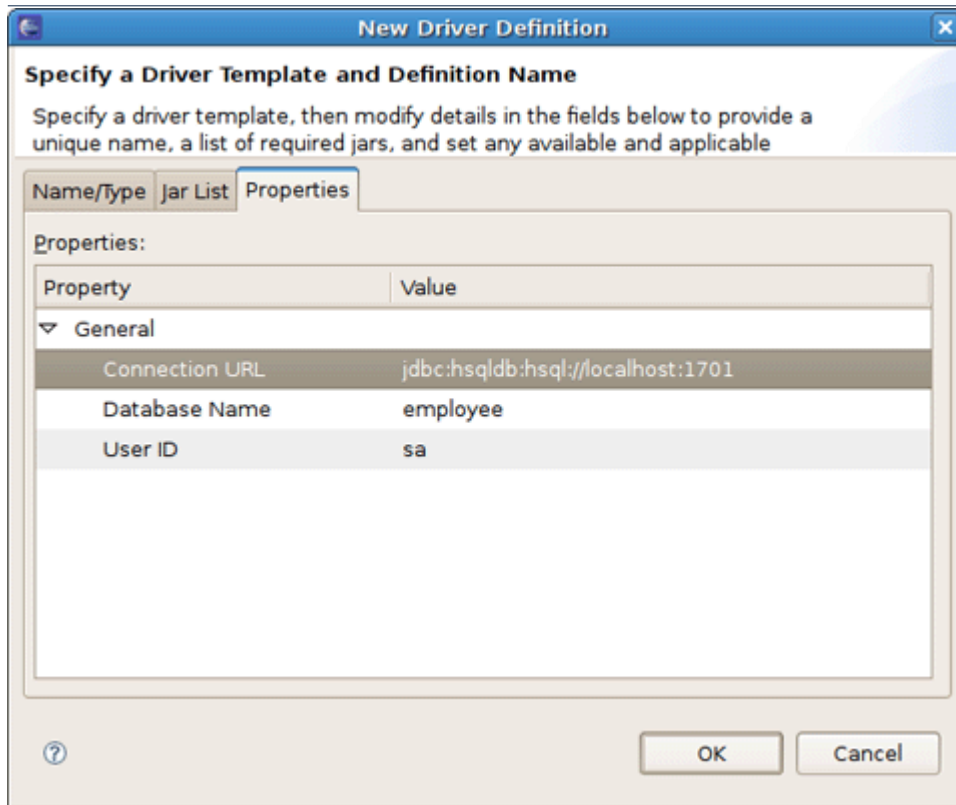 New Driver Definition
Specify a Driver Template and Definition Name
Specify a driver template, then modify details in the fields below to provide a
unique name, a list of required jars, and set any available and applicable
Name/Type Jar List Properties
Properties:
Property Value
General
Connection URL jdbc:hsqldb:hsql://localhost:1701
Database Name employee
User ID sa
OK Cancel